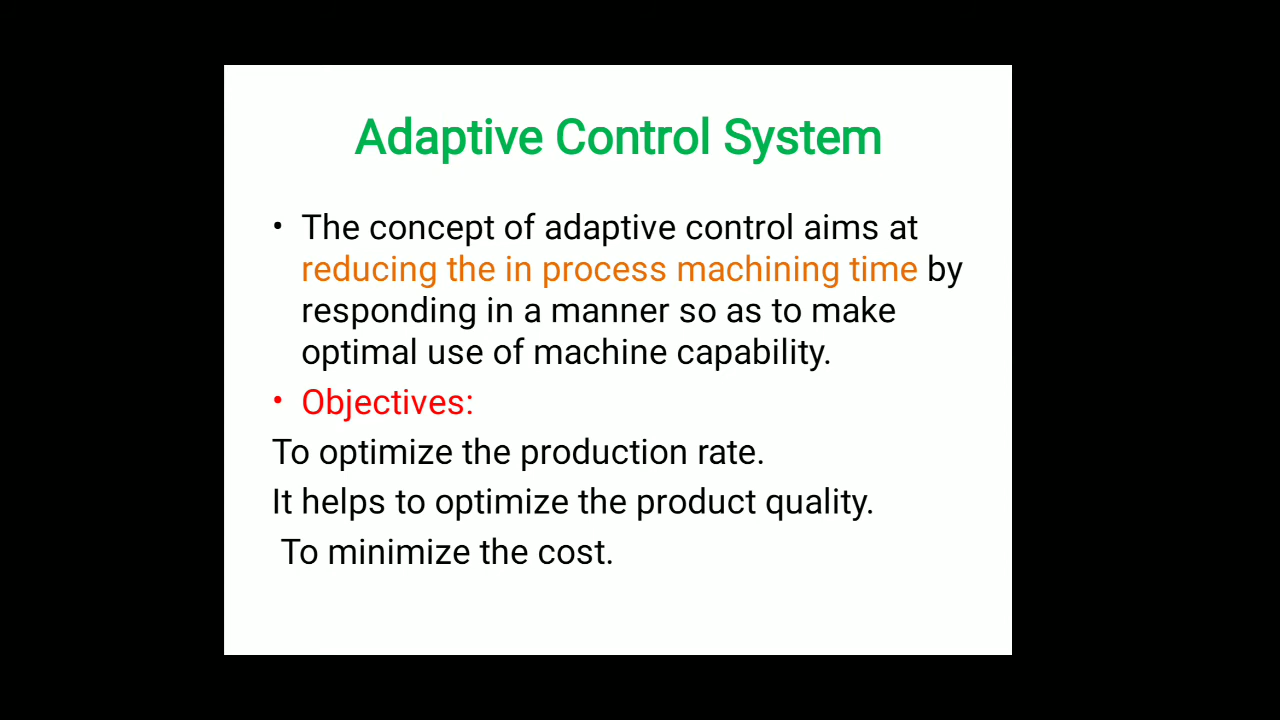 Adaptive Control System
• The concept of adaptive control aims at
reducing the in process machining time by
responding in a manner so as to make
optimal use of machine capability.
• Objectives:
To optimize the production rate.
It helps to optimize the product quality.
To minimize the cost.